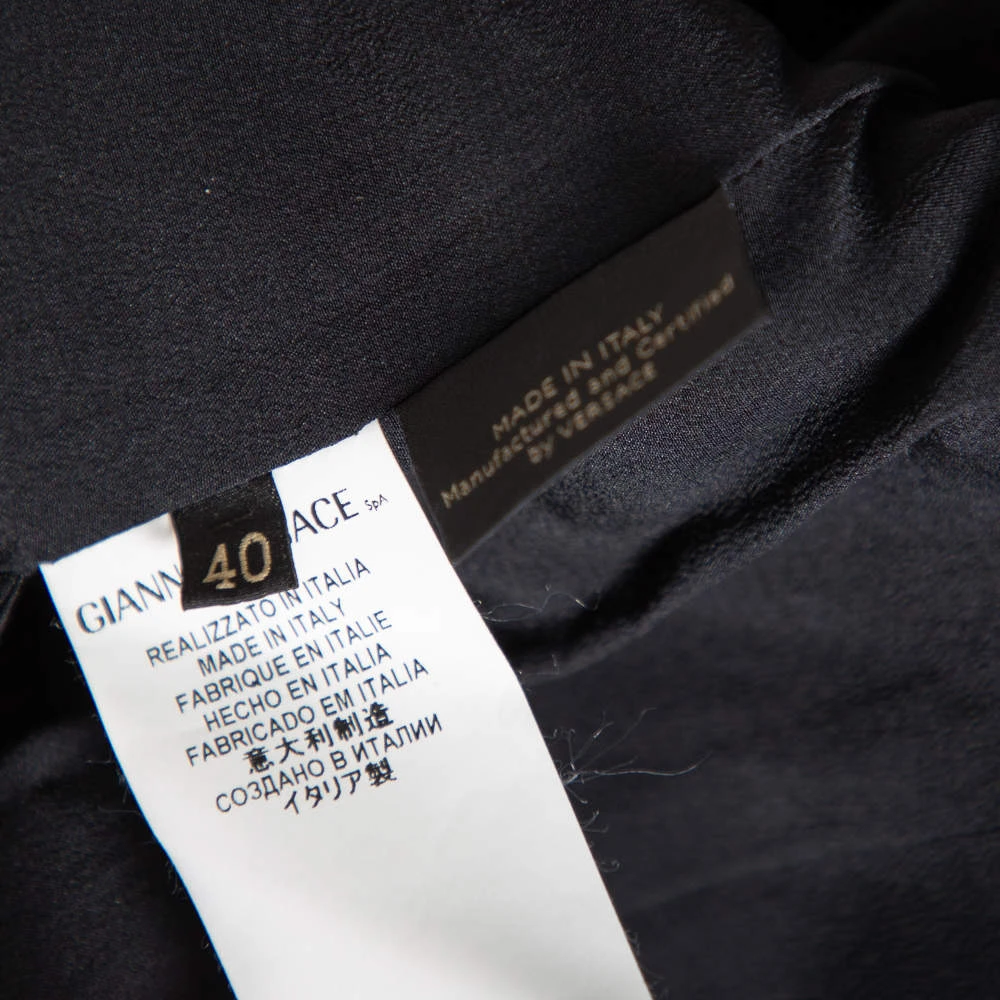 MADE IN ITALY
Manufactured and Certified
by VERSACE
40
GIANN ACE SpA
REALIZZATO IN ITALIA
MADE IN ITALY
FABRIQUE EN ITALIE
HECHO EN ITALIA
FABRICADO EM ITALIA
意大利制造
СОЗДАНО В ИТАЛИИ
イタリア製